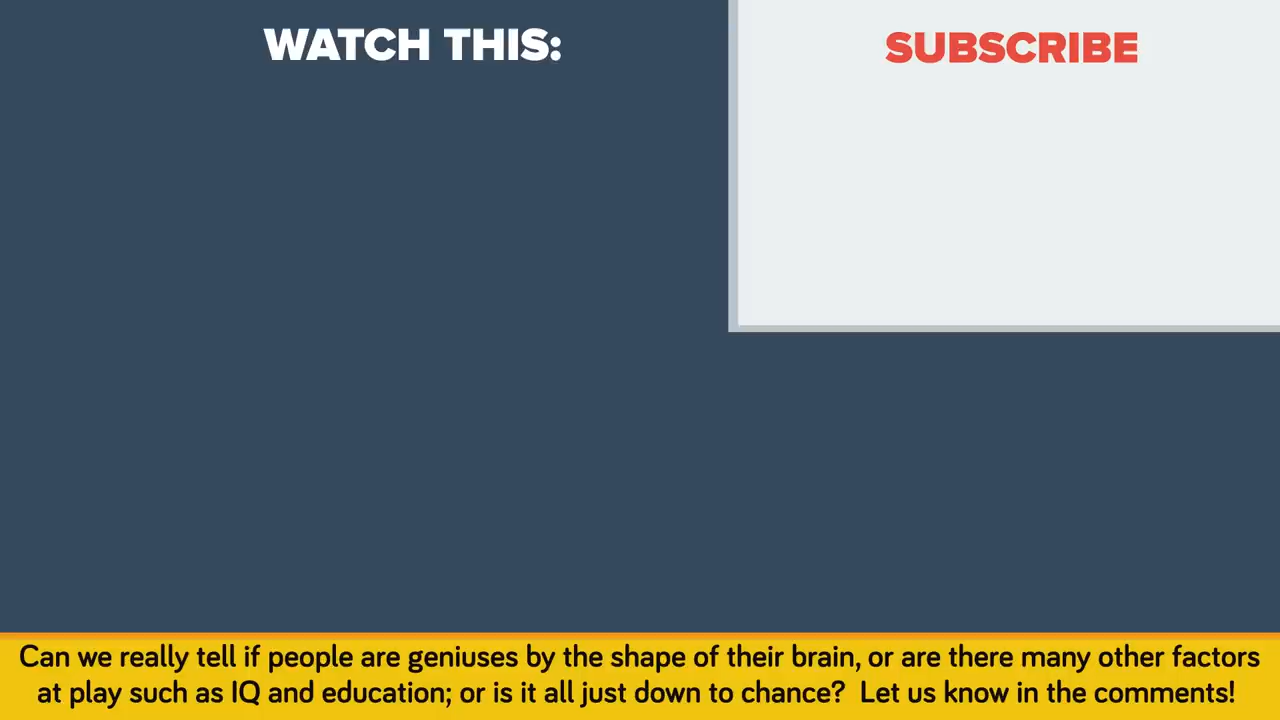 WATCH THIS:
SUBSCRIBE
Can we really tell if people are geniuses by the shape of their brain, or are there many other factors
at play such as IQ and education; or is it all just down to chance?  Let us know in the comments!